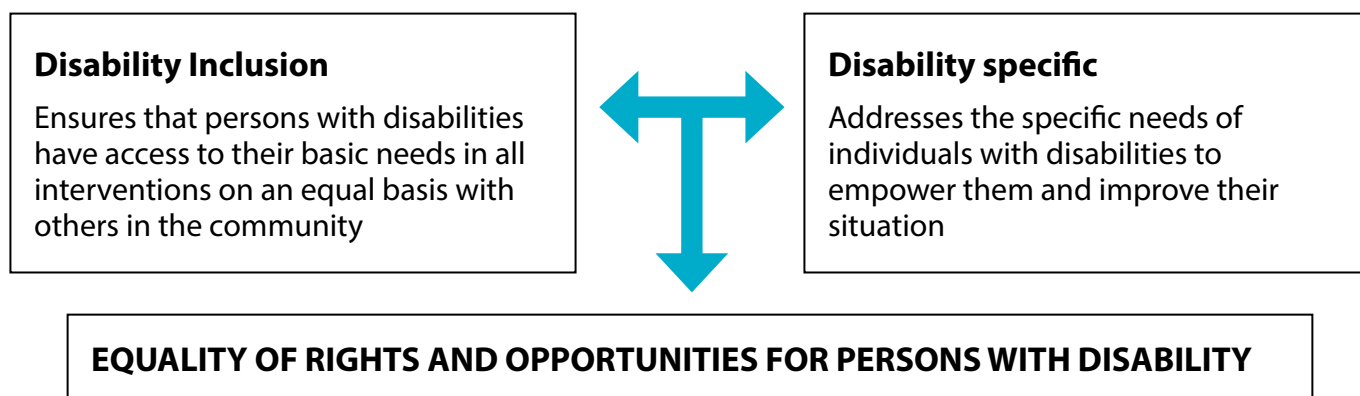 Disability Inclusion
Ensures that persons with disabilities
have access to their basic needs in all
interventions on an equal basis with
others in the community
Disability specific
Addresses the specific needs of
individuals with disabilities to
empower them and improve their
situation
EQUALITY OF RIGHTS AND OPPORTUNITIES FOR PERSONS WITH DISABILITY